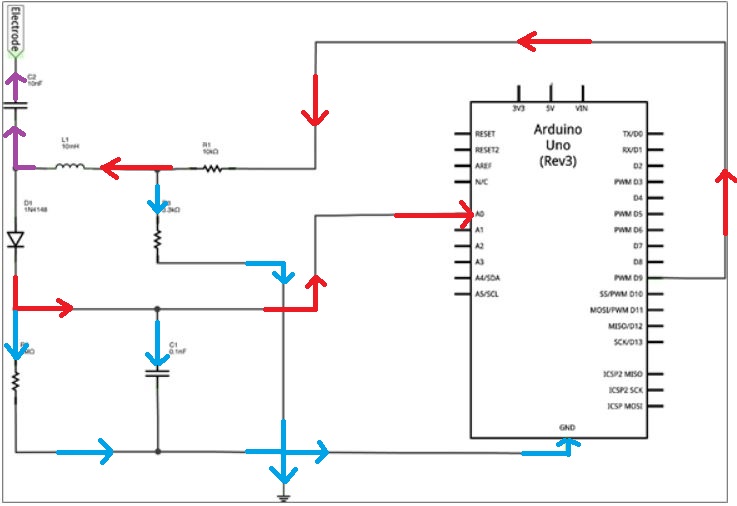 Electrode
C2
10nF
L1
10mH
R1
10kΩ
3.3kΩ
D1
1N4148
C1
0.1nF
MΩ
3V3
5V
VIN
Arduino
Uno
(Rev3)
RESET
RESET2
AREF
N/C
A0
A1
A2
A3
A4/SDA
A5/SCL
TX/D0
RX/D1
D2
PWM D3
D4
PWM D5
PWM D6
D7
D8
PWM D9
SS/PWM D10
MOSI/PWM D11
MISO/D12
SCK/D13
ICSP2 MISO
ICSP2 SCK
ICSP MOSI
GND